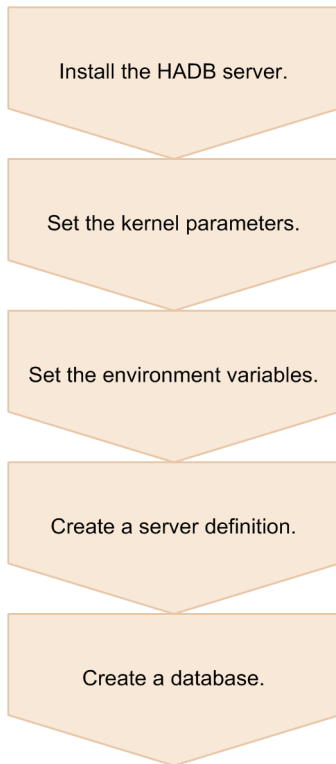 Install the HADB server.
Set the kernel parameters.
Set the environment variables.
Create a server definition.
Create a database.